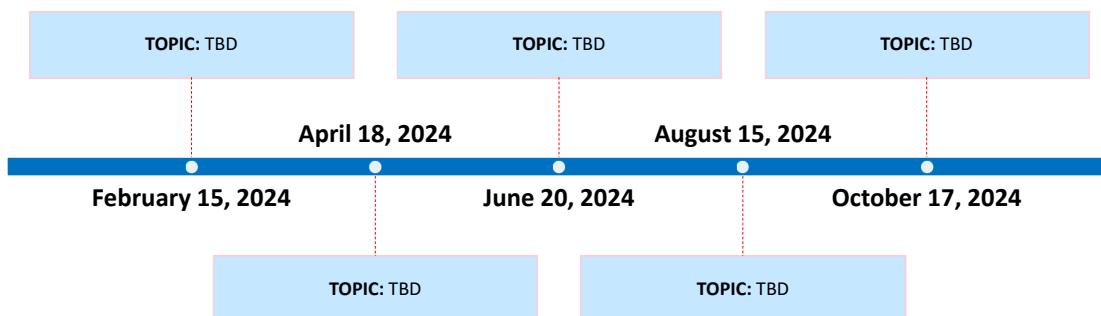 TOPIC: TBD
TOPIC: TBD
TOPIC: TBD
April 18, 2024
August 15, 2024
February 15, 2024
June 20, 2024
October 17, 2024
TOPIC: TBD
TOPIC: TBD